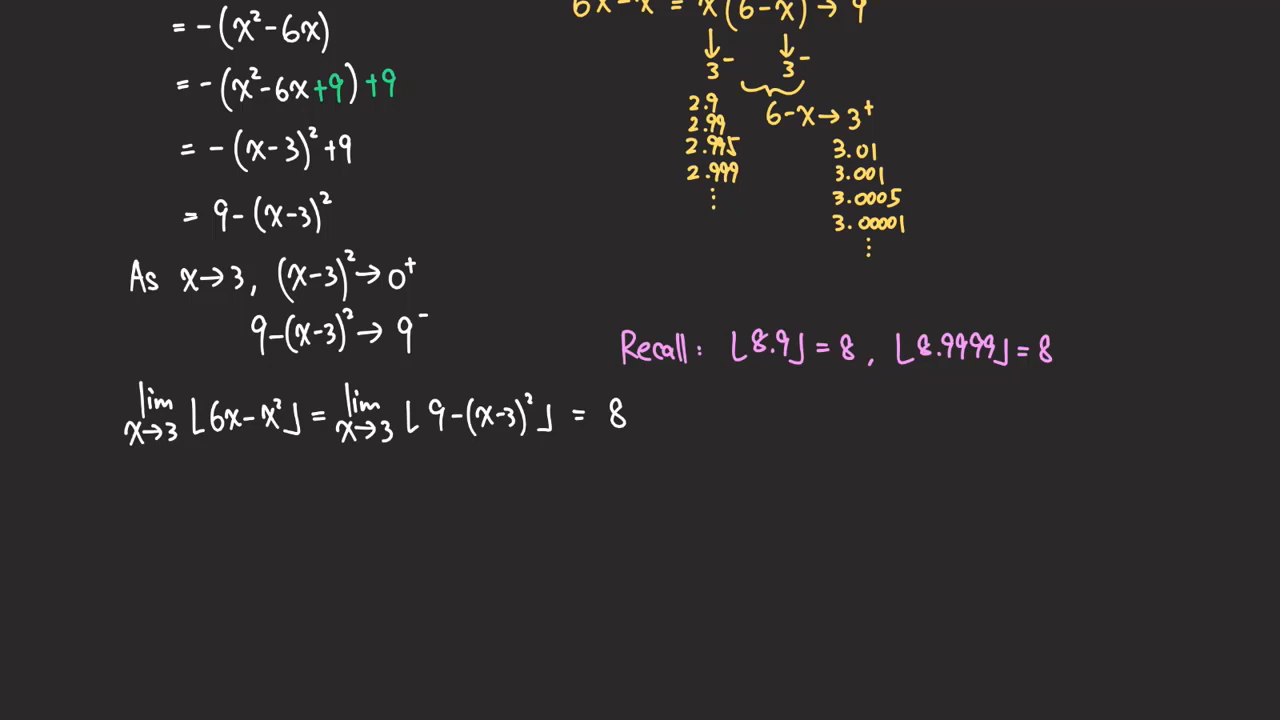 = -(x²-6x)
= -(x²-6x+9)+9
= -(x-3)²+9
= 9-(x-3)²
As x→3, (x-3)²→0⁺
9-(x-3)²→9⁻
lim x→3 ⌊6x-x²⌋ = lim x→3 ⌊9-(x-3)²⌋ = 8
6x-x² = x(6-x)→9
↓ ↓
3⁻ 3⁻
6-x→3⁺
2.9
2.99
2.995
2.999
⋮
3.01
3.001
3.0005
3.00001
⋮
Recall: ⌊8.9⌋=8, ⌊8.9999⌋=8